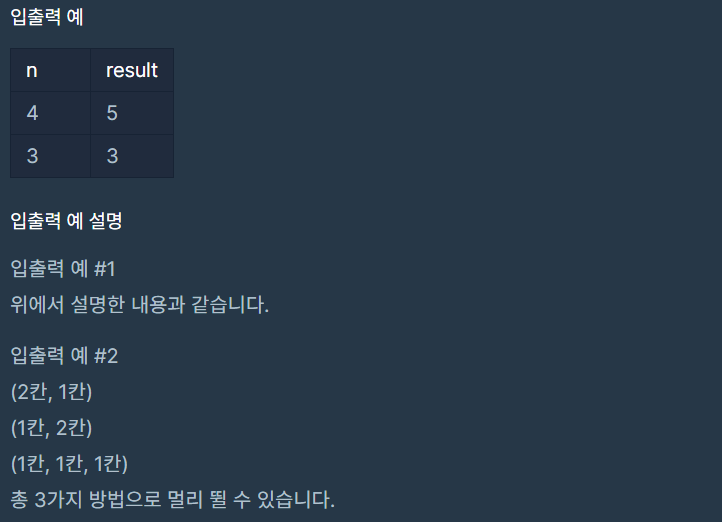 입출력 예
n result
4 5
3 3
입출력 예 설명
입출력 예 #1
위에서 설명한 내용과 같습니다.
입출력 예 #2
(2칸, 1칸)
(1칸, 2칸)
(1칸, 1칸, 1칸)
총 3가지 방법으로 멀리 뛸 수 있습니다.